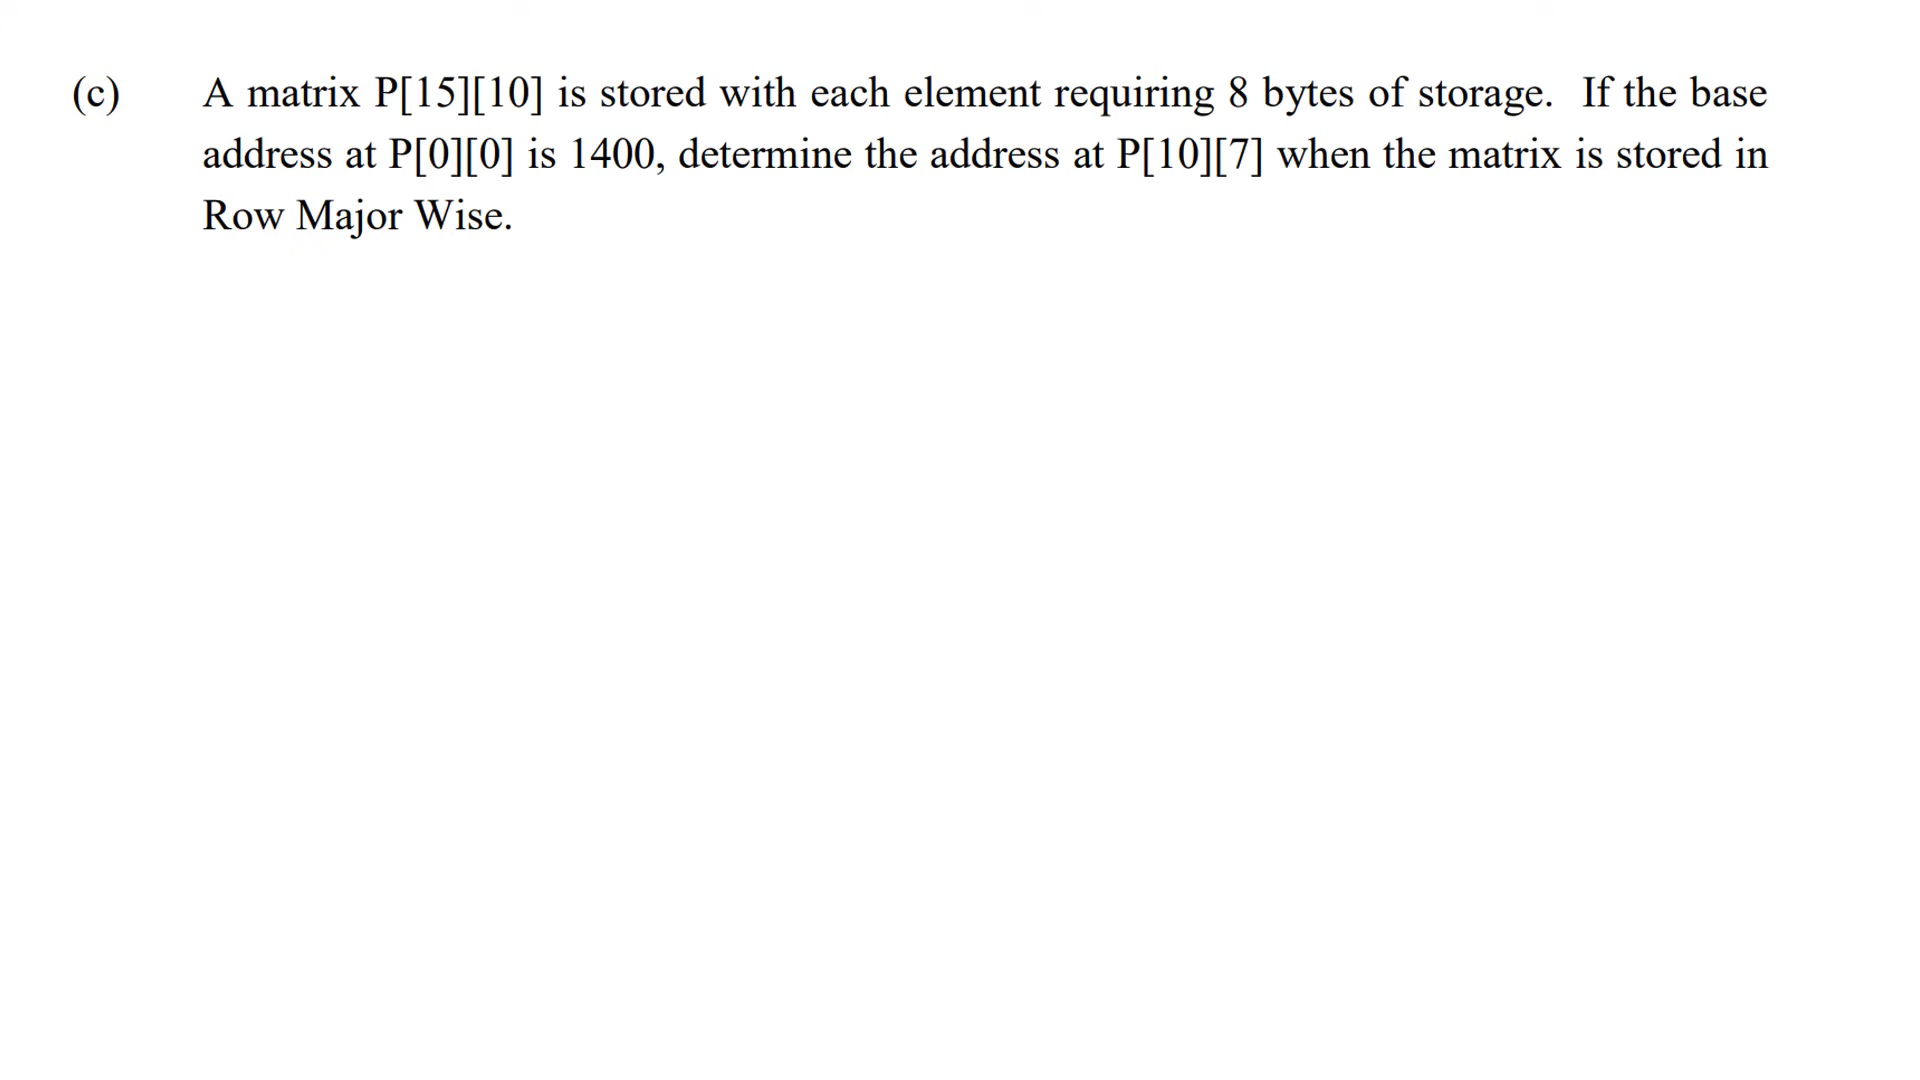 (c) A matrix P[15][10] is stored with each element requiring 8 bytes of storage. If the base
address at P[0][0] is 1400, determine the address at P[10][7] when the matrix is stored in
Row Major Wise.